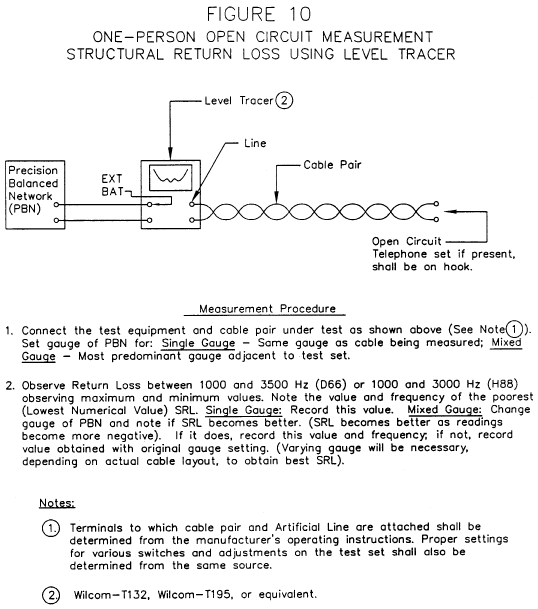 FIGURE 10
ONE-PERSON OPEN CIRCUIT MEASUREMENT
STRUCTURAL RETURN LOSS USING LEVEL TRACER
Level Tracer 2
Line
Cable Pair
Precision
Balanced
Network
(PBN)
EXT
BAT
Open Circuit
Telephone set if present,
shall be on hook.
Measurement Procedure
1. Connect the test equipment and cable pair under test as shown above (See Note 1).
Set gauge of PBN for: Single Gauge – Same gauge as cable being measured; Mixed
Gauge – Most predominant gauge adjacent to test set.
2. Observe Return Loss between 1000 and 3500 Hz (D66) or 1000 and 3000 Hz (H88)
observing maximum and minimum values. Note the value and frequency of the poorest
(Lowest Numerical Value) SRL. Single Gauge: Record this value. Mixed Gauge: Change
gauge of PBN and note if SRL becomes better. (SRL becomes better as readings
become more negative). If it does, record this value and frequency; if not, record
value obtained with original gauge setting. (Varying gauge will be necessary,
depending on actual cable layout, to obtain best SRL).
Notes:
1. Terminals to which cable pair and Artificial Line are attached shall be
determined from the manufacturer's operating instructions. Proper settings
for various switches and adjustments on the test set shall also be
determined from the same source.
2. Wilcom-T132, Wilcom-T195, or equivalent.